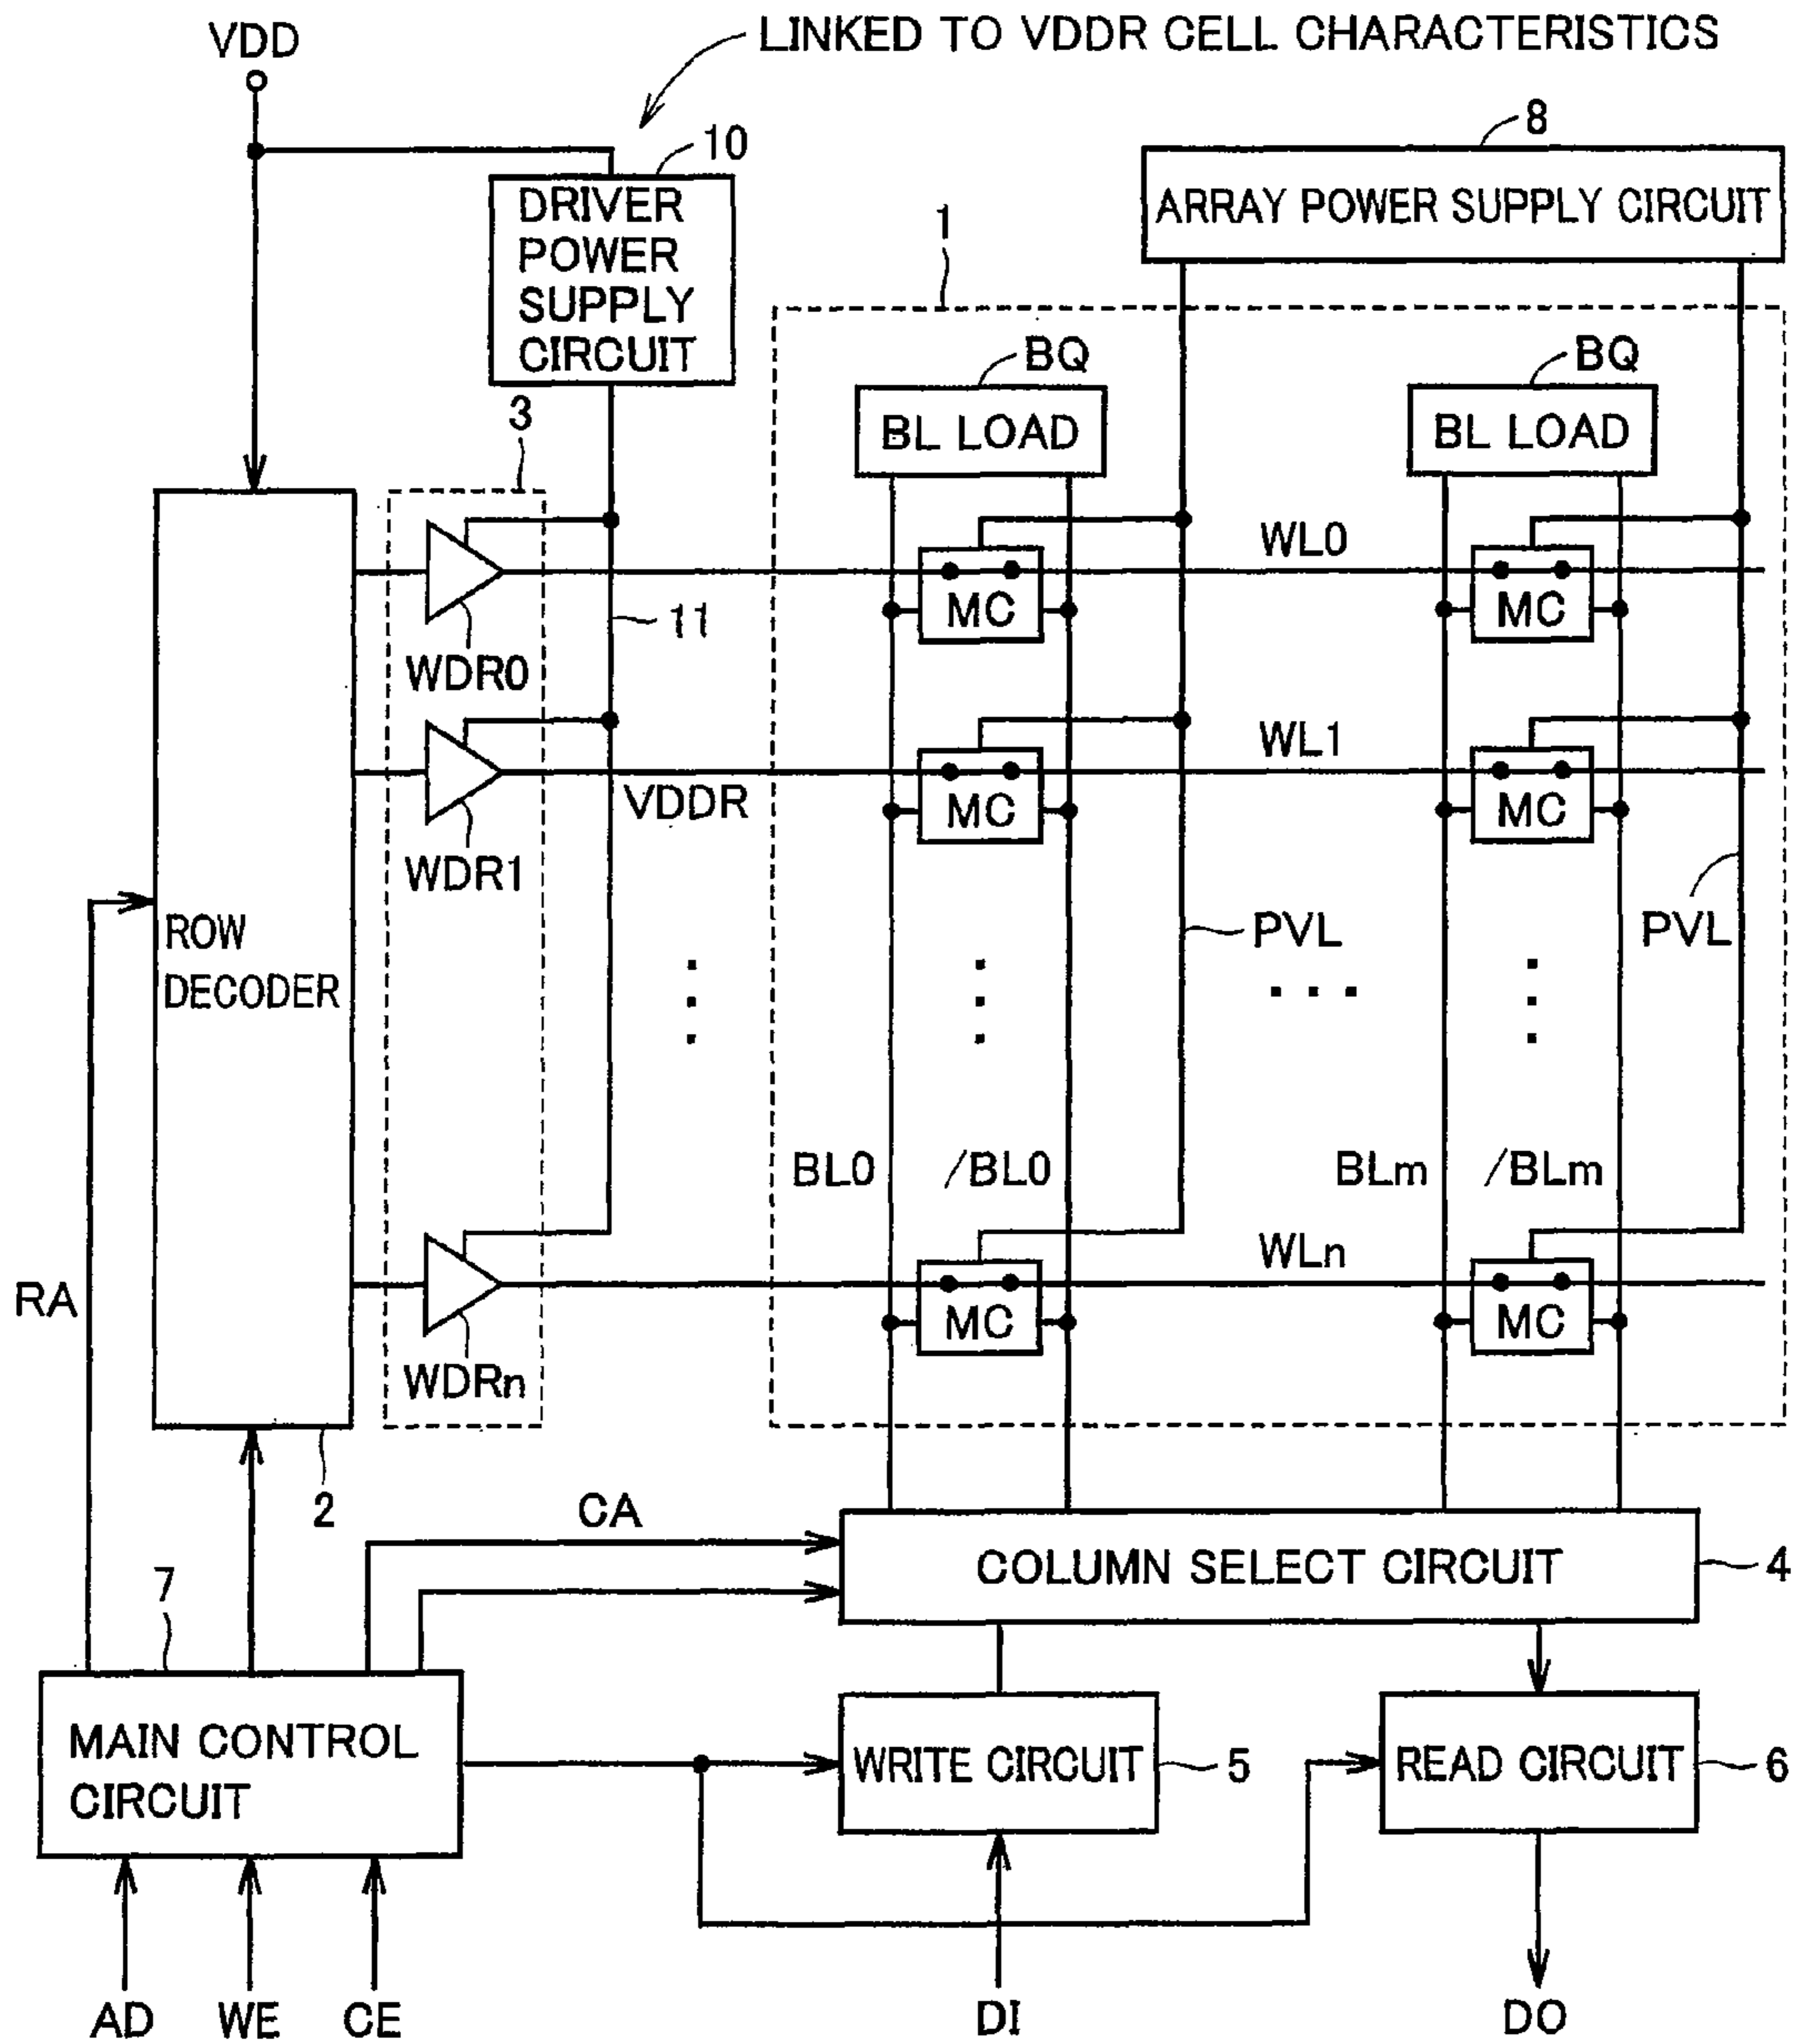 VDD
LINKED TO VDDR CELL CHARACTERISTICS
10
8
DRIVER
POWER
SUPPLY
CIRCUIT
ARRAY POWER SUPPLY CIRCUIT
1
3
BQ
BQ
BL LOAD
BL LOAD
WL0
MC
MC
11
WDR0
WL1
VDDR
MC
MC
WDR1
ROW
DECODER
PVL
PVL
BL0
/BL0
BLm
/BLm
WLn
RA
MC
MC
WDRn
2
CA
COLUMN SELECT CIRCUIT
4
7
MAIN CONTROL
CIRCUIT
WRITE CIRCUIT
5
READ CIRCUIT
6
AD
WE
CE
DI
DO